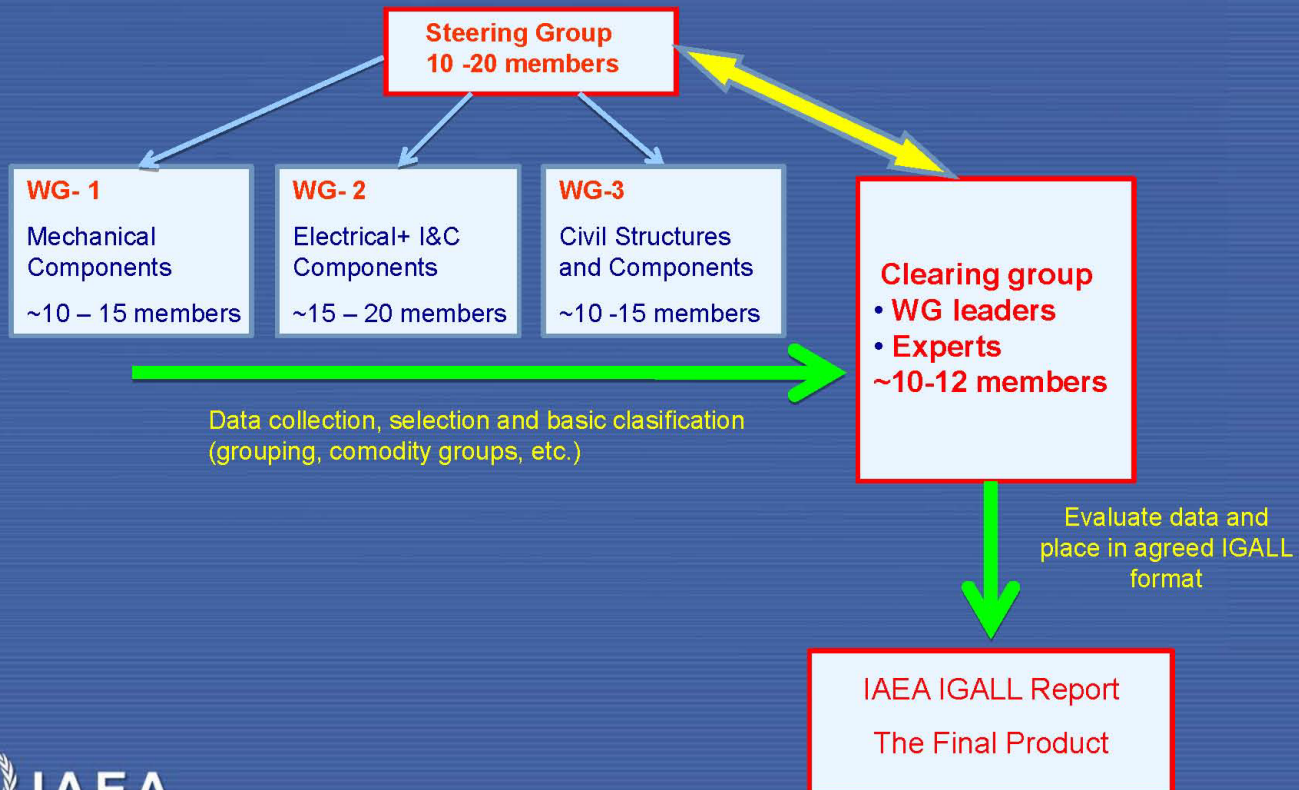 Steering Group
10 -20 members
WG- 1
Mechanical
Components
~10 – 15 members
WG- 2
Electrical+ I&C
Components
~15 – 20 members
WG-3
Civil Structures
and Components
~10 -15 members
Clearing group
• WG leaders
• Experts
~10-12 members
Data collection, selection and basic clasification
(grouping, comodity groups, etc.)
Evaluate data and
place in agreed IGALL
format
IAEA IGALL Report
The Final Product
IAEA